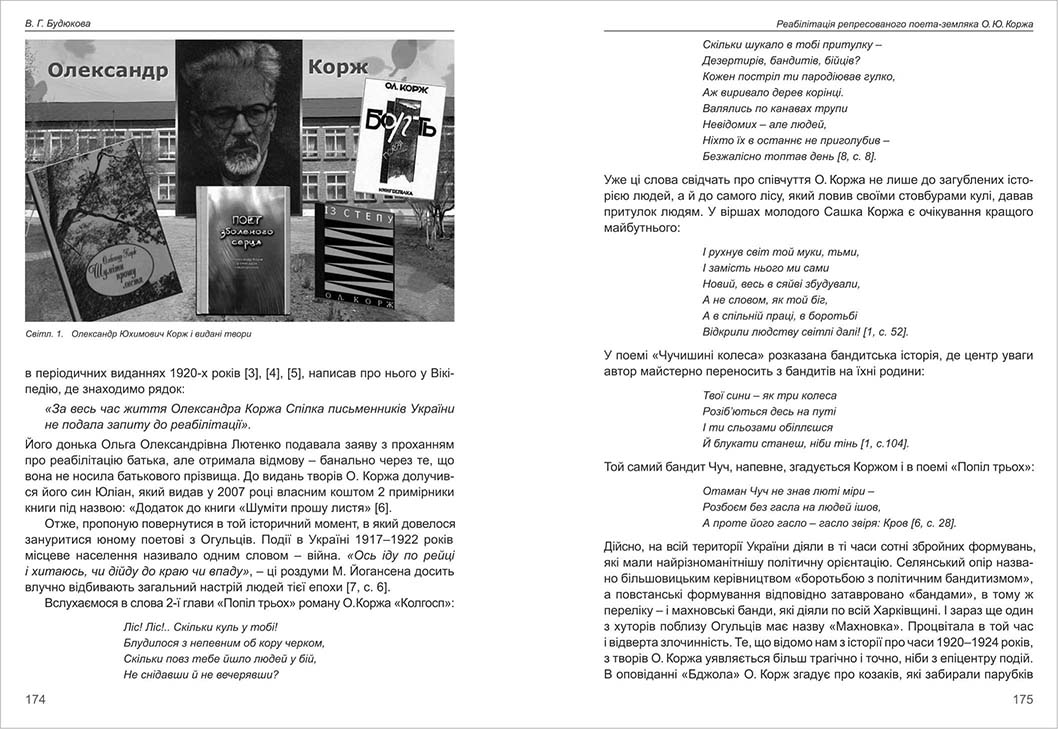 В. Г. Будюкова
Олександр Корж
ОЛ. КОРЖ
БОРТЬ
КНИГОСПІЛКА
Олександр Корж
Шуміти
прошу
листя
ПОЕТ
зболеного
серця
ІЗ СТЕПУ
ОЛ. КОРЖ
Світл. 1. Олександр Юхимович Корж і видані твори
в періодичних виданнях 1920-х років [3], [4], [5], написав про нього у Вікі-
педію, де знаходимо рядок:
«За весь час життя Олександра Коржа Спілка письменників України
не подала запиту до реабілітації».
Його донька Ольга Олександрівна Лютенко подавала заяву з проханням
про реабілітацію батька, але отримала відмову – банально через те, що
вона не носила батькового прізвища. До видань творів О. Коржа долучив-
ся його син Юліан, який видав у 2007 році власним коштом 2 примірники
книги під назвою: «Додаток до книги «Шуміти прошу листя» [6].
Отже, пропоную повернутися в той історичний момент, в який довелося
зануритися юному поетові з Огульців. Події в Україні 1917–1922 років
місцеве населення називало одним словом – війна. «Ось іду по рейці
і хитаюсь, чи дійду до краю чи впаду», – ці роздуми М. Йогансена досить
влучно відбивають загальний настрій людей тієї епохи [7, с. 6].
Вслухаємося в слова 2-ї глави «Попіл трьох» роману О.Коржа «Колгосп»:
Ліс! Ліс!.. Скільки куль у тобі!
Блудилося з непевним об кору черком,
Скільки повз тебе йшло людей у бій,
Не снідавши й не вечерявши?
174
Реабілітація репресованого поета-земляка О. Ю. Коржа
Скільки шукало в тобі притулку –
Дезертирів, бандитів, бійців?
Кожен постріл ти пародіював гулко,
Аж виривало дерев корінці.
Валялись по канавах трупи
Невідомих – але людей,
Ніхто їх в останнє не приголубив –
Безжалісно топтав день [8, с. 8].
Уже ці слова свідчать про співчуття О. Коржа не лише до загублених істо-
рією людей, а й до самого лісу, який ловив своїми стовбурами кулі, давав
притулок людям. У віршах молодого Сашка Коржа є очікування кращого
майбутнього:
І рухнув світ той муки, тьми,
І замість нього ми сами
Новий, весь в сяйві збудували,
А не словом, як той біг,
А в спільній праці, в боротьбі
Відкрили людству світлі далі! [1, с. 52].
У поемі «Чучишині колеса» розказана бандитська історія, де центр уваги
автор майстерно переносить з бандитів на їхні родини:
Твої сини – як три колеса
Розіб’ються десь на путі
І ти сльозами обіллєшся
Й блукати станеш, ніби тінь [1, с.104].
Той самий бандит Чуч, напевне, згадується Коржом і в поемі «Попіл трьох»:
Отаман Чуч не знав люті міри –
Розбоєм без гасла на людей ішов,
А проте його гасло – гасло звіря: Кров [6, с. 28].
Дійсно, на всій території України діяли в ті часи сотні збройних формувань,
які мали найрізноманітнішу політичну орієнтацію. Селянський опір назва-
но більшовицьким керівництвом «боротьбою з політичним бандитизмом»,
а повстанські формування відповідно затавровано «бандами», в тому ж
переліку – і махновські банди, які діяли по всій Харківщині. І зараз ще один
з хуторів поблизу Огульців має назву «Махновка». Процвітала в той час
і відверта злочинність. Те, що відомо нам з історії про часи 1920–1924 років,
з творів О. Коржа уявляється більш трагічно і точно, ніби з епіцентру подій.
В оповіданні «Бджола» О. Корж згадує про козаків, які забирали парубків
175